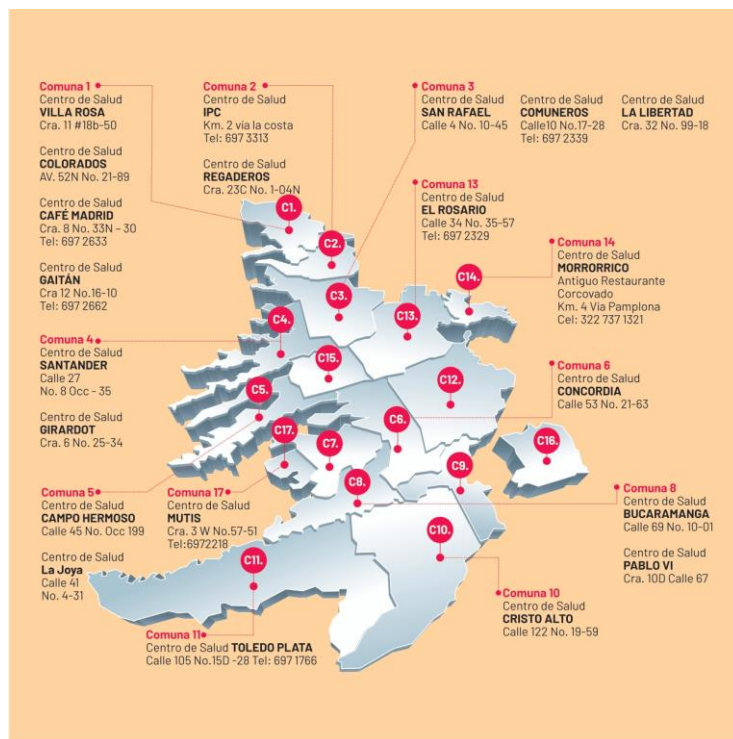 Comuna 1
Centro de Salud
VILLA ROSA
Cra. 11 #18b-50
Centro de Salud
COLORADOS
AV. 52N No. 21-89
Centro de Salud
CAFÉ MADRID
Cra. 8 No. 33N - 30
Tel: 697 2633
Centro de Salud
GAITÁN
Cra 12 No.16-10
Tel: 697 2662
Comuna 2
Centro de Salud
IPC
Km. 2 via la costa
Tel: 697 3313
Centro de Salud
REGADEROS
Cra. 23C No. 1-04N
Comuna 3
Centro de Salud
SAN RAFAEL
Calle 4 No. 10-45
Centro de Salud
COMUNEROS
Calle10 No.17-28
Tel: 697 2339
Centro de Salud
LA LIBERTAD
Cra. 32 No. 99-18
Comuna 13
Centro de Salud
EL ROSARIO
Calle 34 No. 35-57
Tel: 697 2329
Comuna 14
Centro de Salud
MORRORRICO
Antiguo Restaurante
Corcovado
Km. 4 Via Pamplona
Cel: 322 737 1321
Comuna 4
Centro de Salud
SANTANDER
Calle 27
No. 8 Occ - 35
Centro de Salud
GIRARDOT
Cra. 6 No. 25-34
Comuna 6
Centro de Salud
CONCORDIA
Calle 53 No. 21-63
Comuna 5
Centro de Salud
CAMPO HERMOSO
Calle 45 No. Occ 199
Centro de Salud
La Joya
Calle 41
No. 4-31
Comuna 17
Centro de Salud
MUTIS
Cra. 3 W No.57-51
Tel:6972218
Comuna 8
Centro de Salud
BUCARAMANGA
Calle 69 No. 10-01
Centro de Salud
PABLO VI
Cra. 10D Calle 67
Comuna 10
Centro de Salud
CRISTO ALTO
Calle 122 No. 19-59
Comuna 11
Centro de Salud TOLEDO PLATA
Calle 105 No.15D -28 Tel: 697 1766
C1.
C2.
C3.
C14.
C4.
C13.
C15.
C12.
C5.
C6.
C17.
C7.
C16.
C9.
C8.
C10.
C11.